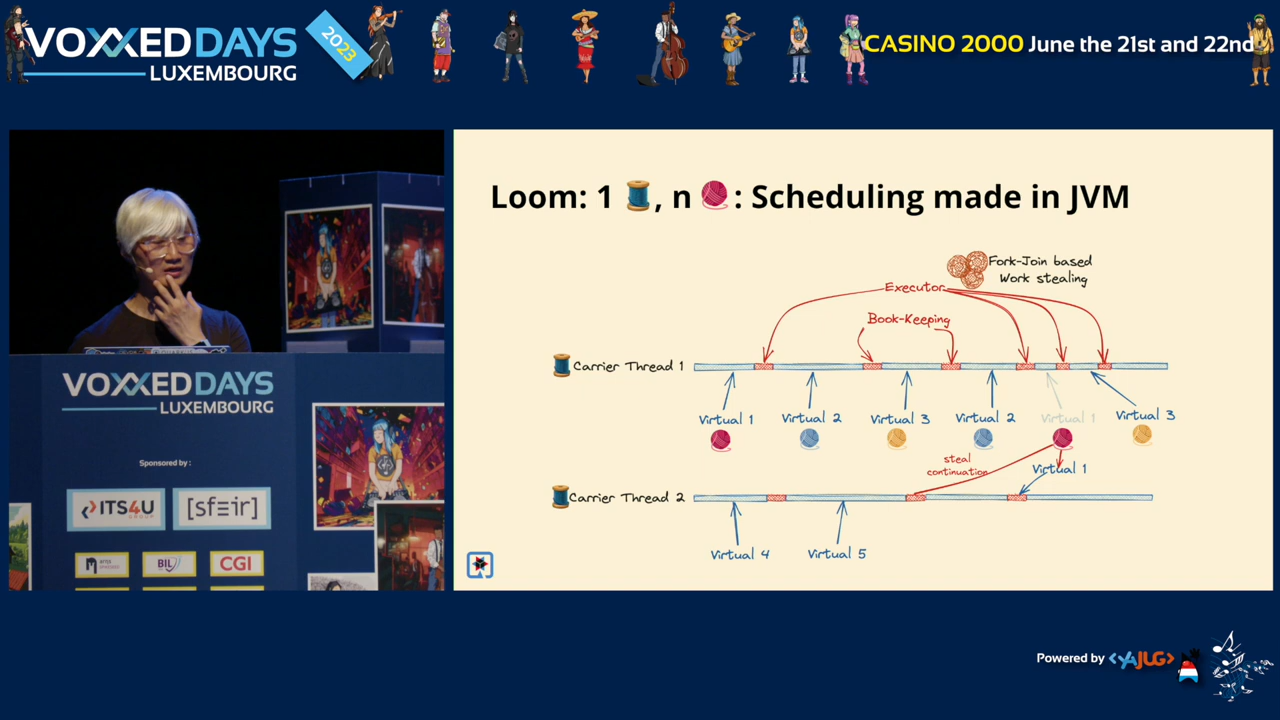 VOXXED DAYS
LUXEMBOURG
2023
CASINO 2000 June the 21st and 22nd
Loom: 1 , n : Scheduling made in JVM
Fork-Join based
Work stealing
Executor
Book-Keeping
Carrier Thread 1
Virtual 1
Virtual 2
Virtual 3
Virtual 2
Virtual 1
Virtual 3
steal
continuation
Virtual 1
Carrier Thread 2
Virtual 4
Virtual 5
VOXXED DAYS
LUXEMBOURG
Sponsored by :
ITS4U
GROUP
[sfeir]
BIL
CGI
Powered by <YAJUG>